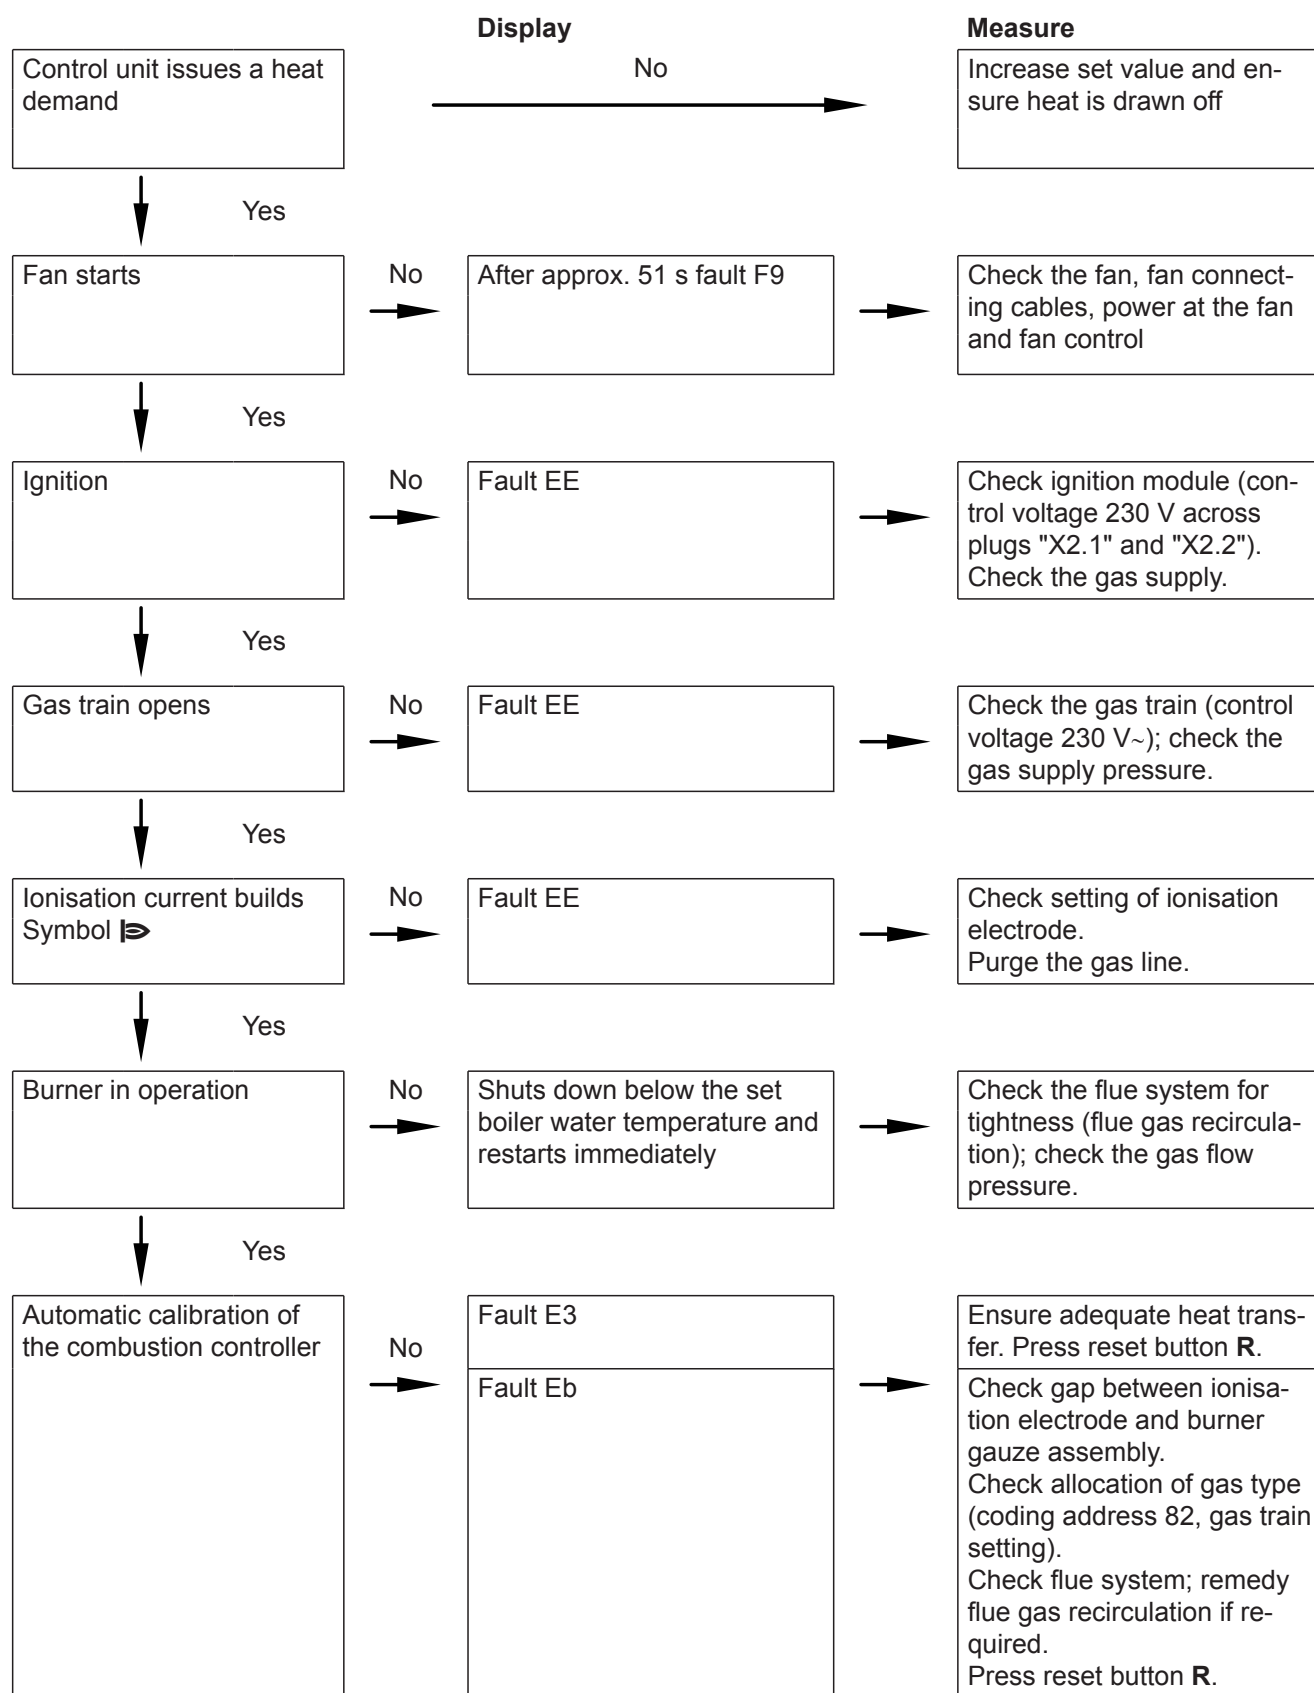 Display
Measure
Control unit issues a heat
demand
No
Increase set value and en-
sure heat is drawn off
Yes
Fan starts
No
After approx. 51 s fault F9
Check the fan, fan connect-
ing cables, power at the fan
and fan control
Yes
Ignition
No
Fault EE
Check ignition module (con-
trol voltage 230 V across
plugs "X2.1" and "X2.2").
Check the gas supply.
Yes
Gas train opens
No
Fault EE
Check the gas train (control
voltage 230 V~); check the
gas supply pressure.
Yes
Ionisation current builds
Symbol
No
Fault EE
Check setting of ionisation
electrode.
Purge the gas line.
Yes
Burner in operation
No
Shuts down below the set
boiler water temperature and
restarts immediately
Check the flue system for
tightness (flue gas recircula-
tion); check the gas flow
pressure.
Yes
Automatic calibration of
the combustion controller
No
Fault E3
Ensure adequate heat trans-
fer. Press reset button R.
Fault Eb
Check gap between ionisa-
tion electrode and burner
gauze assembly.
Check allocation of gas type
(coding address 82, gas train
setting).
Check flue system; remedy
flue gas recirculation if re-
quired.
Press reset button R.